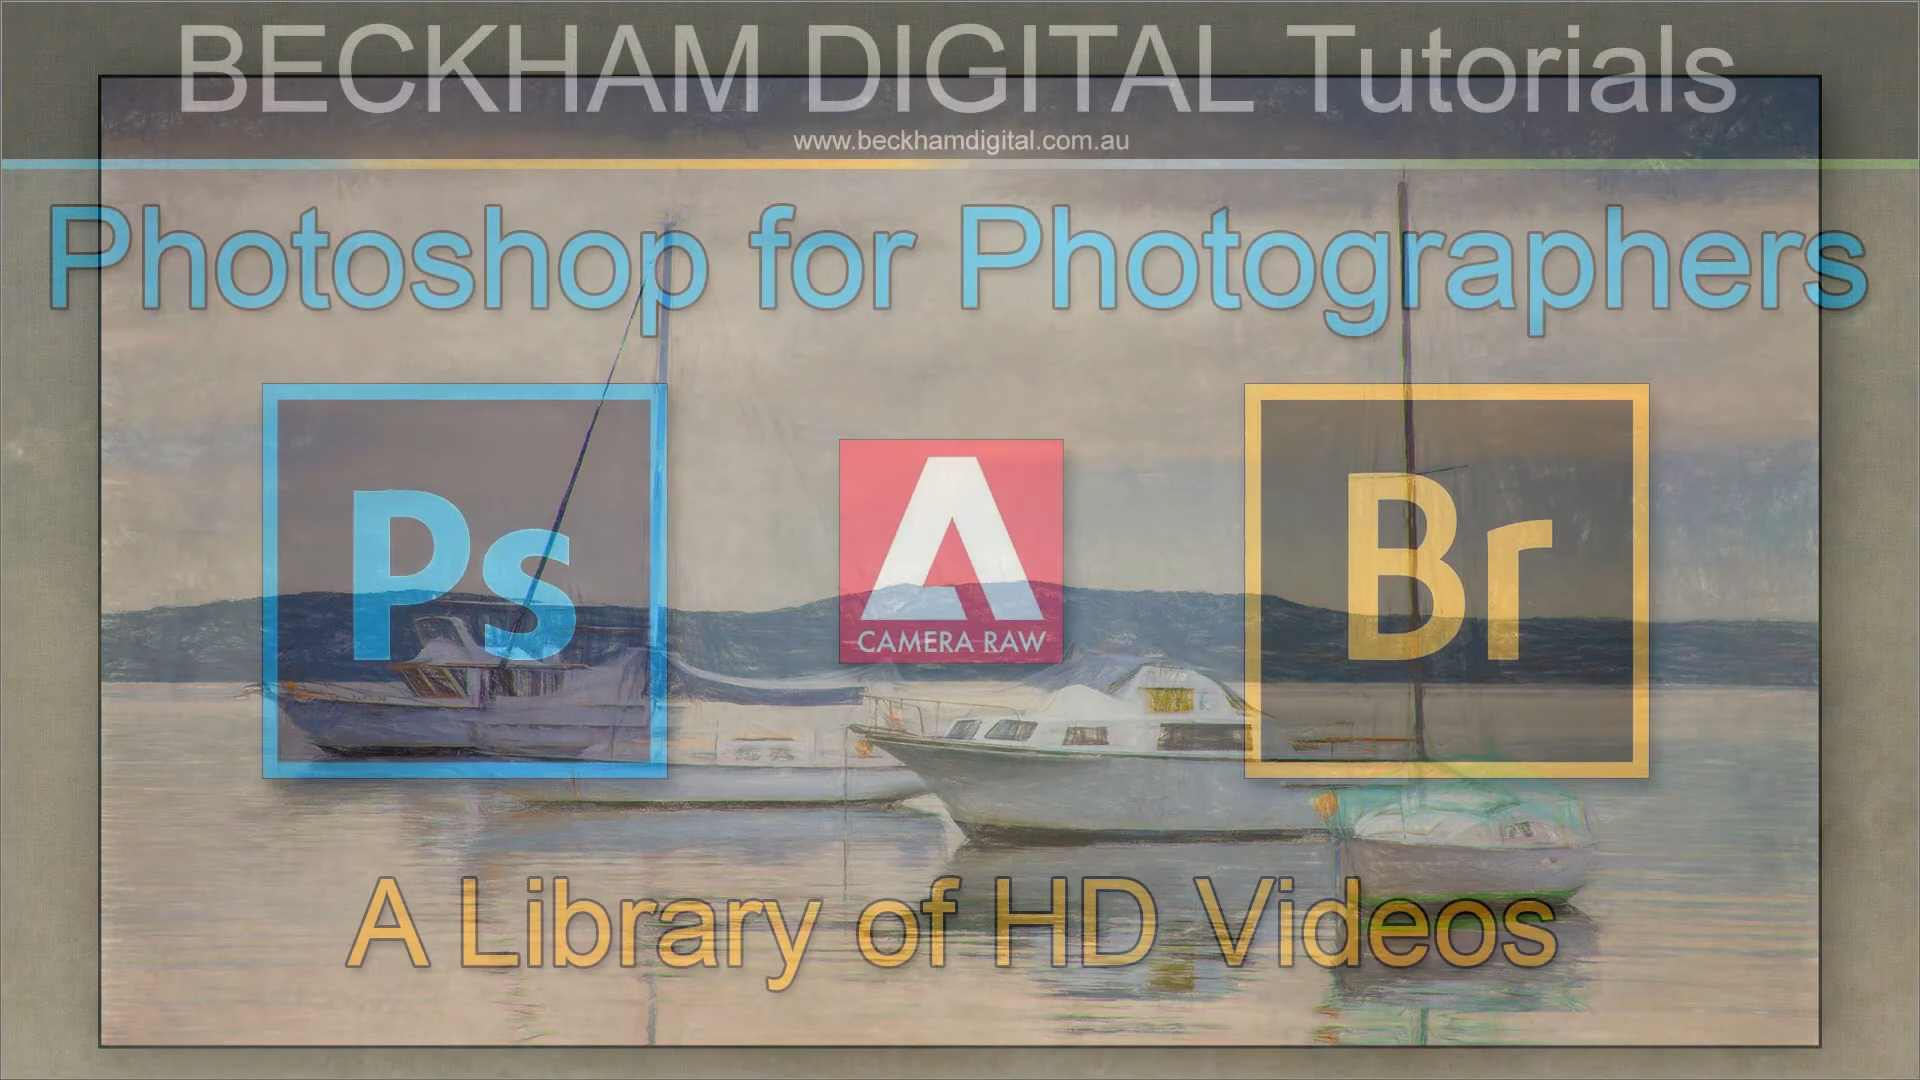 BECKHAM DIGITAL Tutorials
www.beckhamdigital.com.au
Photoshop for Photographers
Ps
CAMERA RAW
Br
A Library of HD Videos